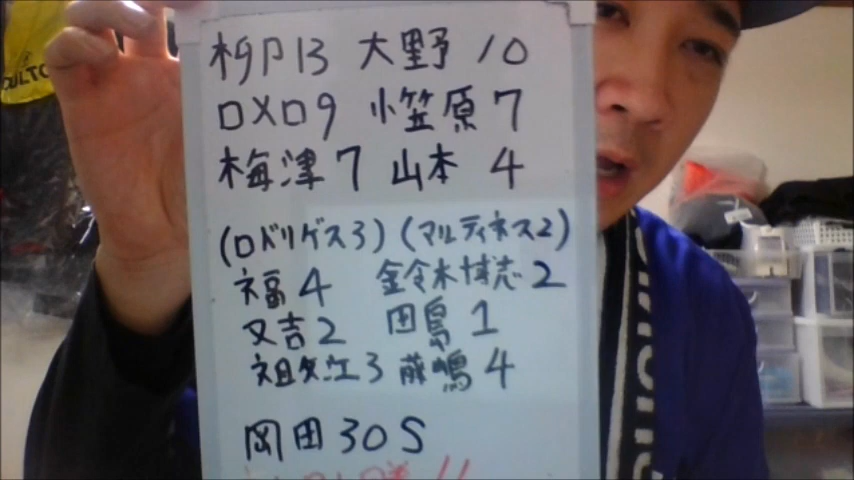 柳戸13 大野10
ロメロ9 小笠原7
梅津7 山本4
(ロドリゲス3)(マルティネス2)
福4 鈴木博志2
又吉2 田島1
祖父江3 藤嶋4
岡田30S